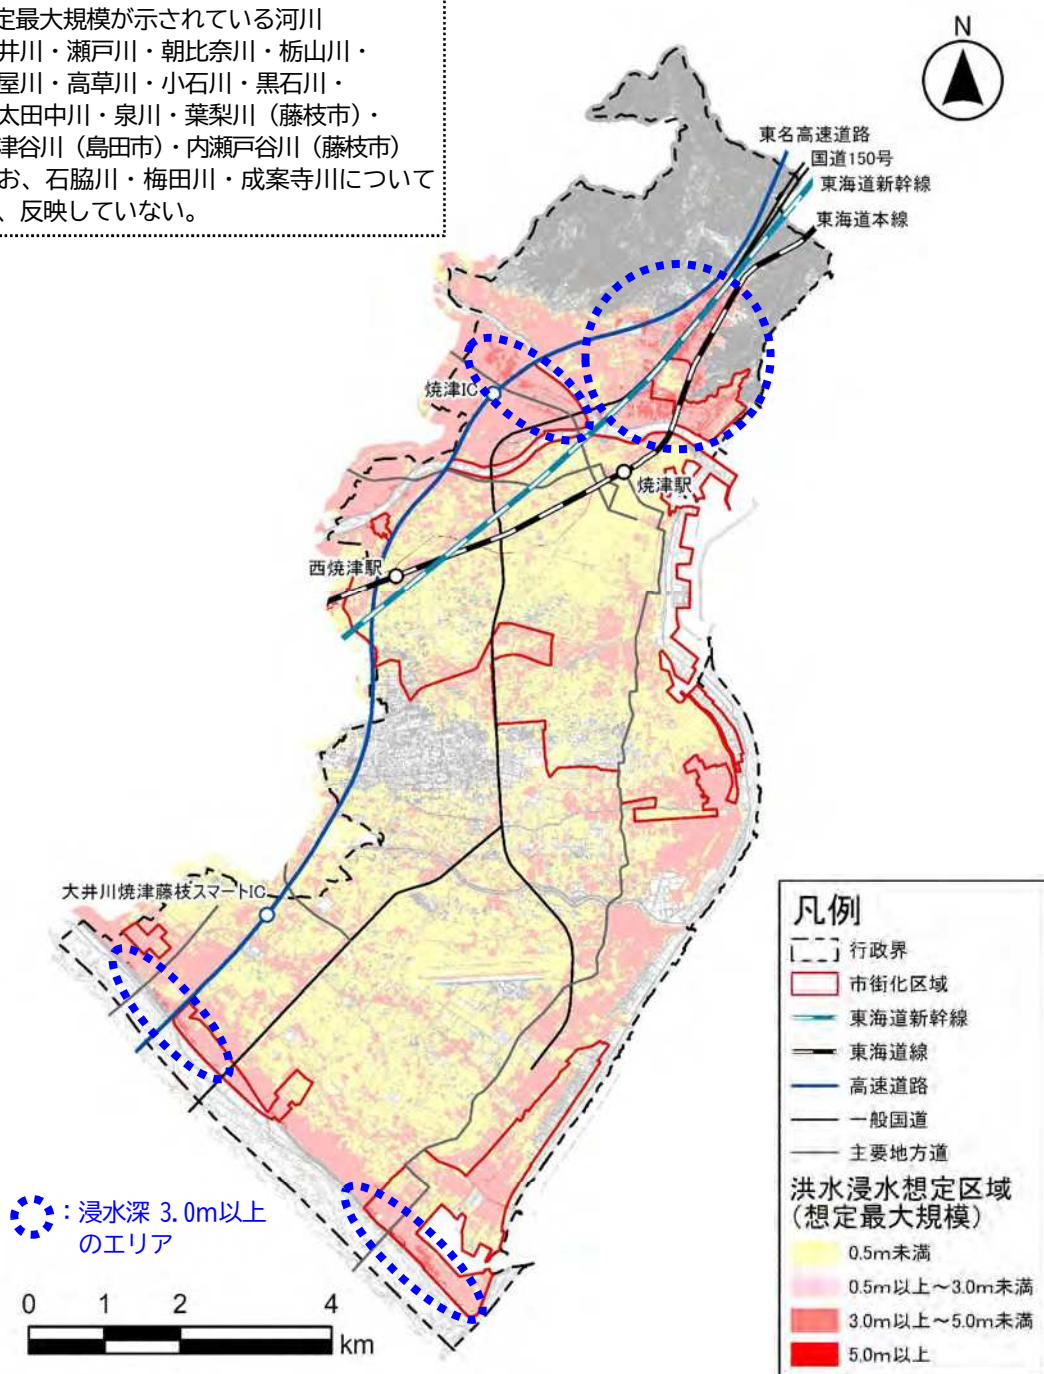 定最大規模が示されている河川
井川・瀬戸川・朝比奈川・栃山川・
屋川・高草川・小石川・黒石川・
太田中川・泉川・葉梨川（藤枝市）・
津谷川（島田市）・内瀬戸谷川（藤枝市）
お、石脇川・梅田川・成案寺川について
、反映していない。
N
東名高速道路
国道150号
東海道新幹線
東海道本線
焼津IC
焼津駅
西焼津駅
大井川焼津藤枝スマートIC
：浸水深 3.0m以上
のエリア
0 1 2 4
km
凡例
行政界
市街化区域
東海道新幹線
東海道線
高速道路
一般国道
主要地方道
洪水浸水想定区域
（想定最大規模）
0.5m未満
0.5m以上～3.0m未満
3.0m以上～5.0m未満
5.0m以上